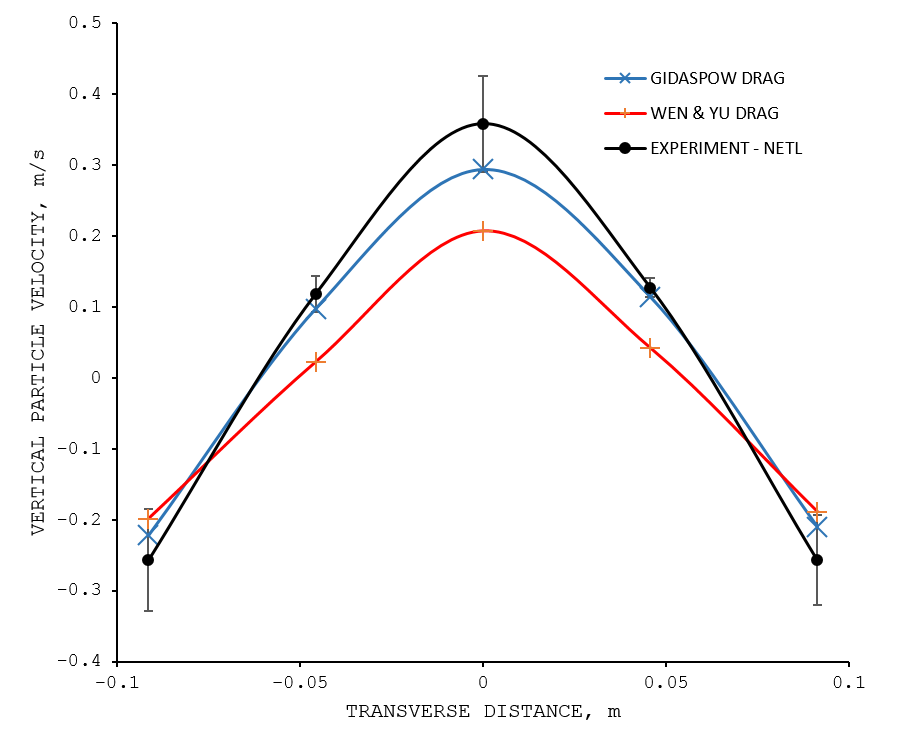 0.5
0.4
0.3
0.2
0.1
0
-0.1
-0.2
-0.3
-0.4
VERTICAL PARTICLE VELOCITY, m/s
GIDASPOW DRAG
WEN & YU DRAG
EXPERIMENT - NETL
-0.1 -0.05 0 0.05 0.1
TRANSVERSE DISTANCE, m